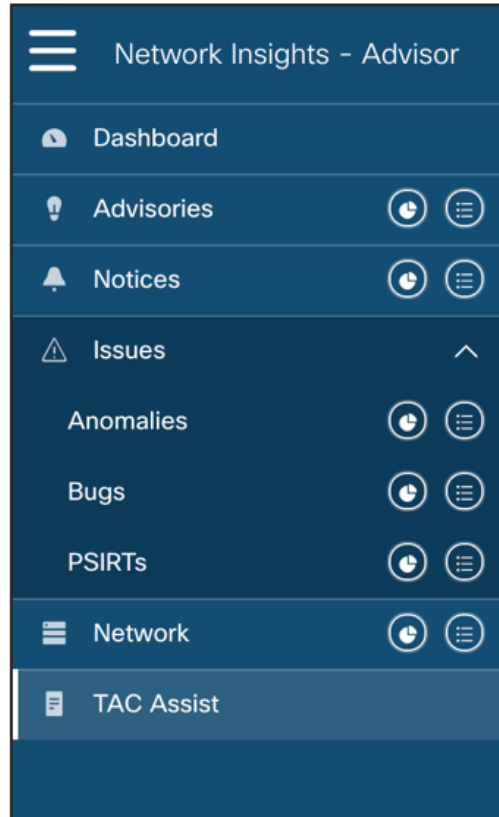 Network Insights - Advisor
Dashboard
Advisories
Notices
Issues
Anomalies
Bugs
PSIRTs
Network
TAC Assist